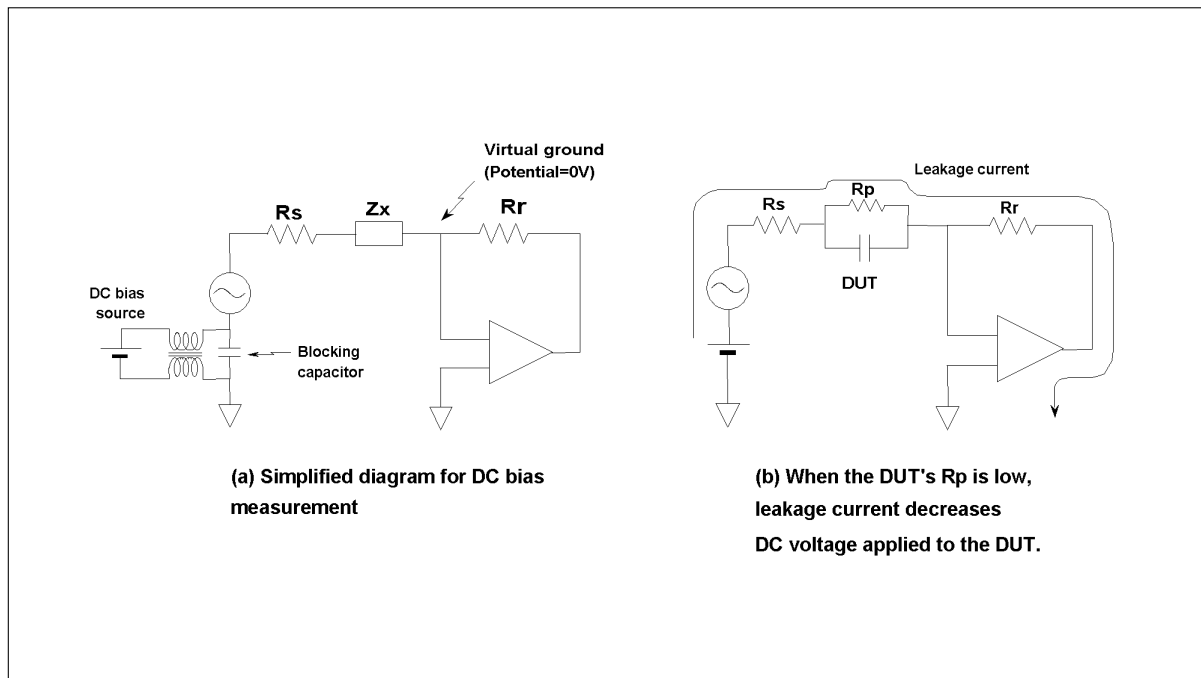 Virtual ground
(Potential=0V)
Rs
Zx
Rr
DC bias
source
Blocking
capacitor
(a) Simplified diagram for DC bias
measurement
Leakage current
Rp
Rs
Rr
DUT
(b) When the DUT's Rp is low,
leakage current decreases
DC voltage applied to the DUT.